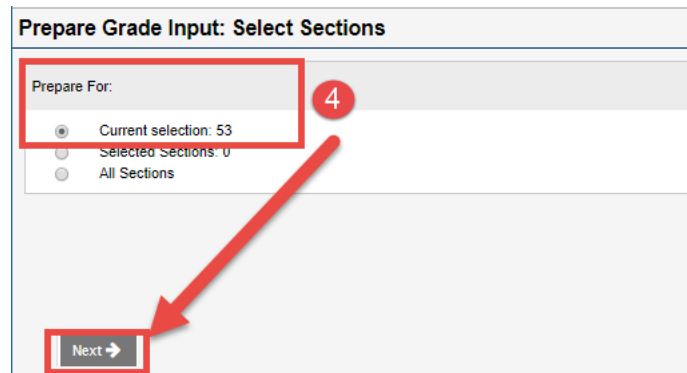 Prepare Grade Input: Select Sections
Prepare For:
4
Current selection: 53
Selected Sections: 0
All Sections
Next